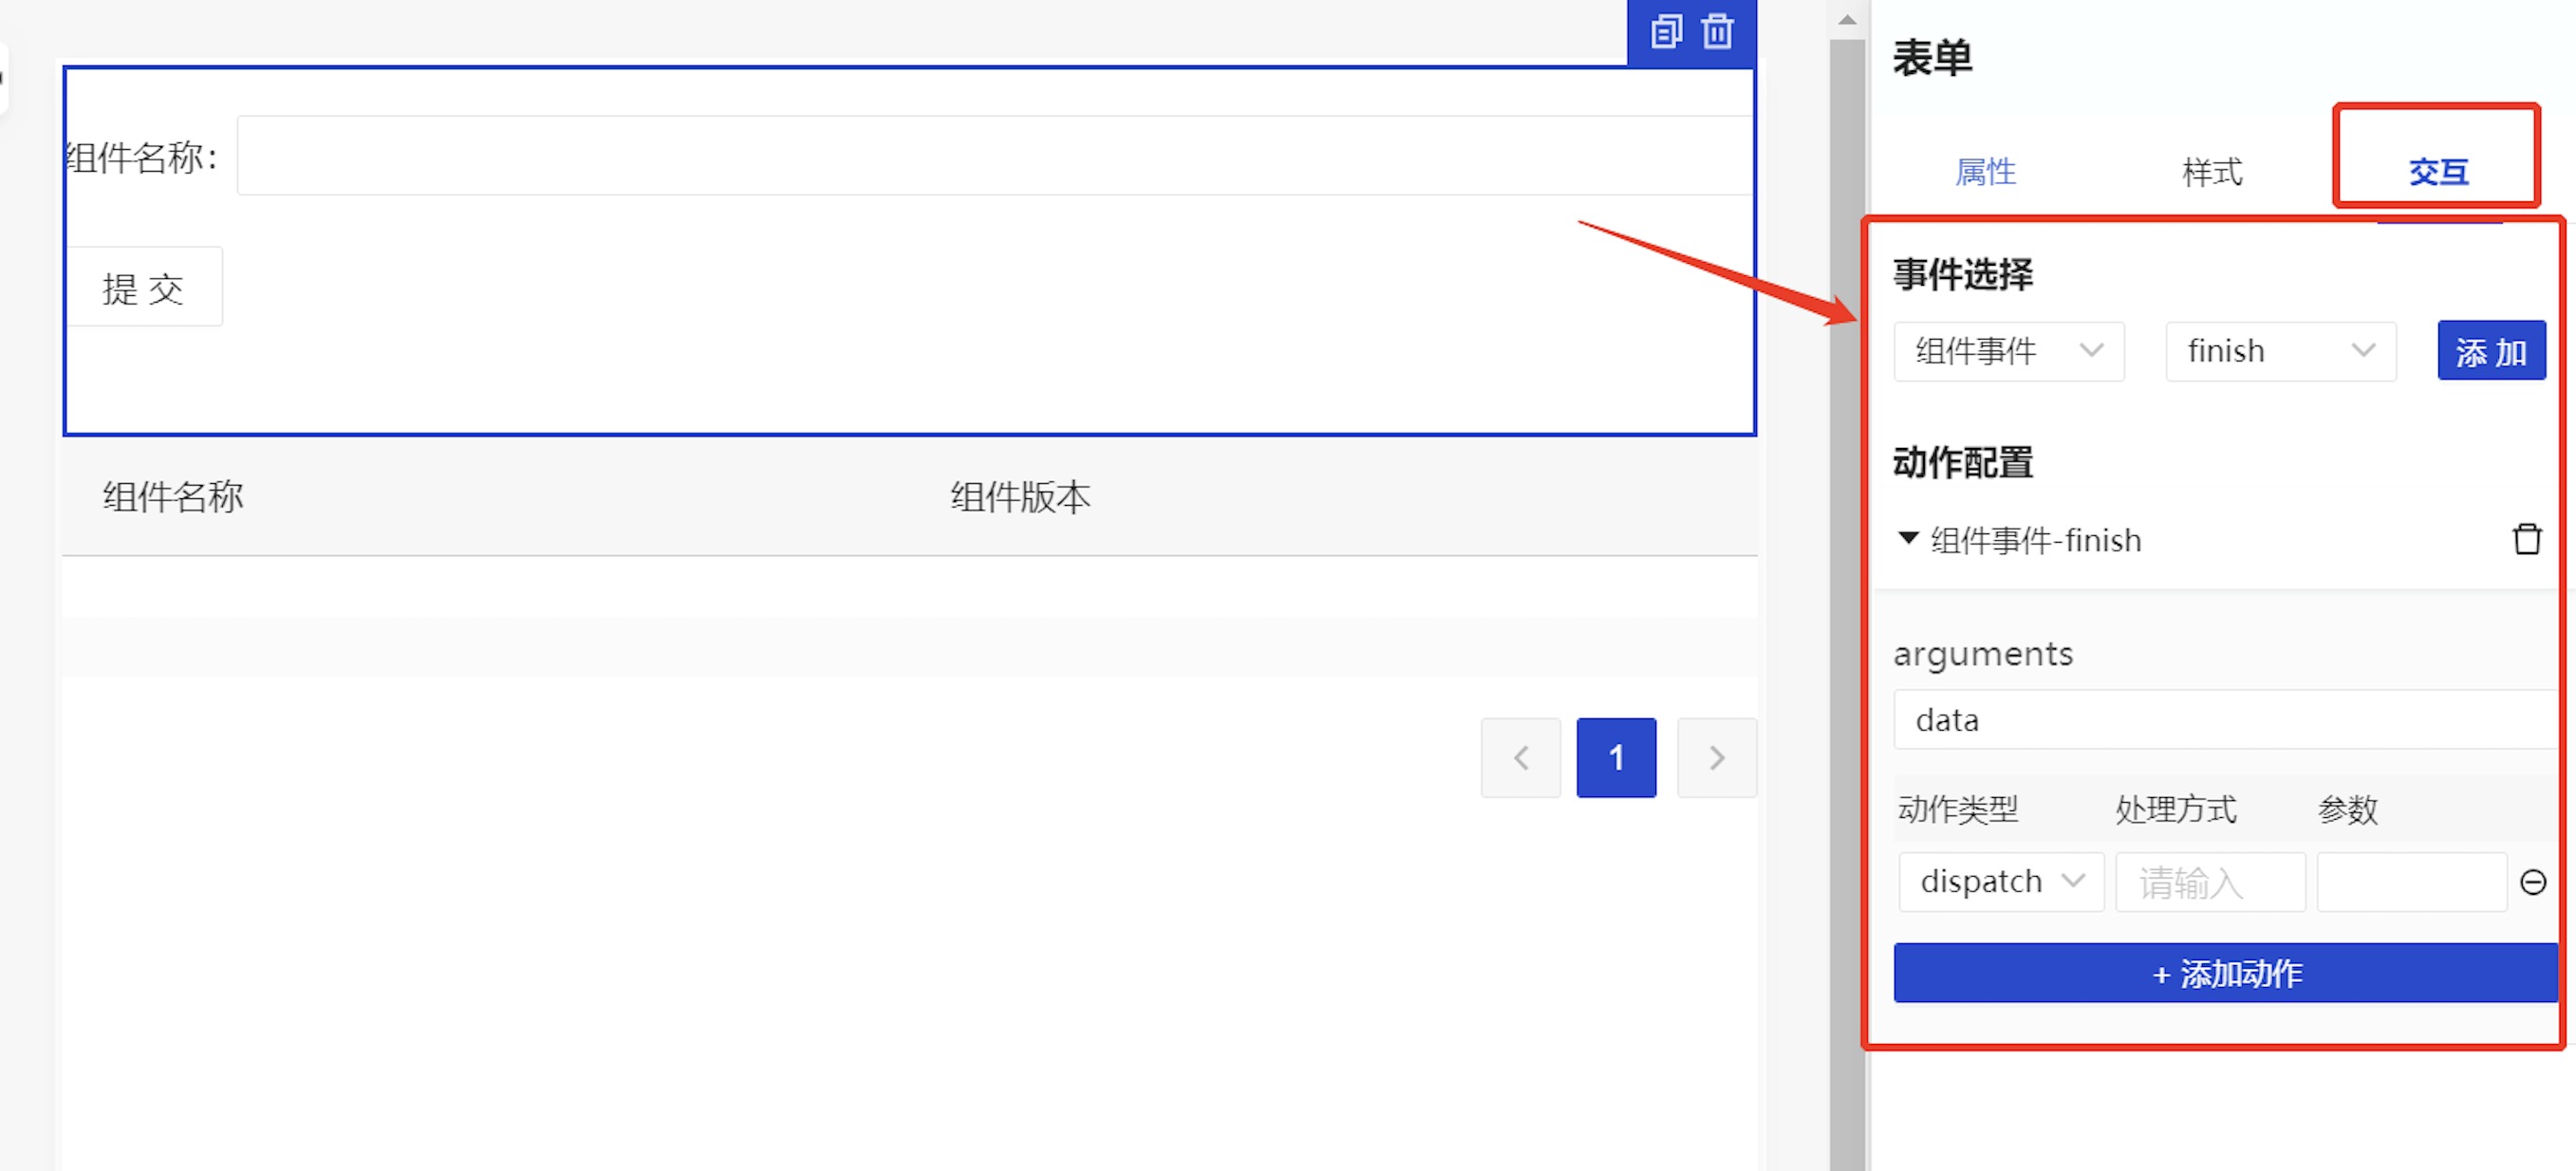 组件名称：
提 交
组件名称 组件版本
1
表单
属性 样式 交互
事件选择
组件事件 finish 添 加
动作配置
组件事件-finish
arguments
data
动作类型 处理方式 参数
dispatch 请输入
+ 添加动作